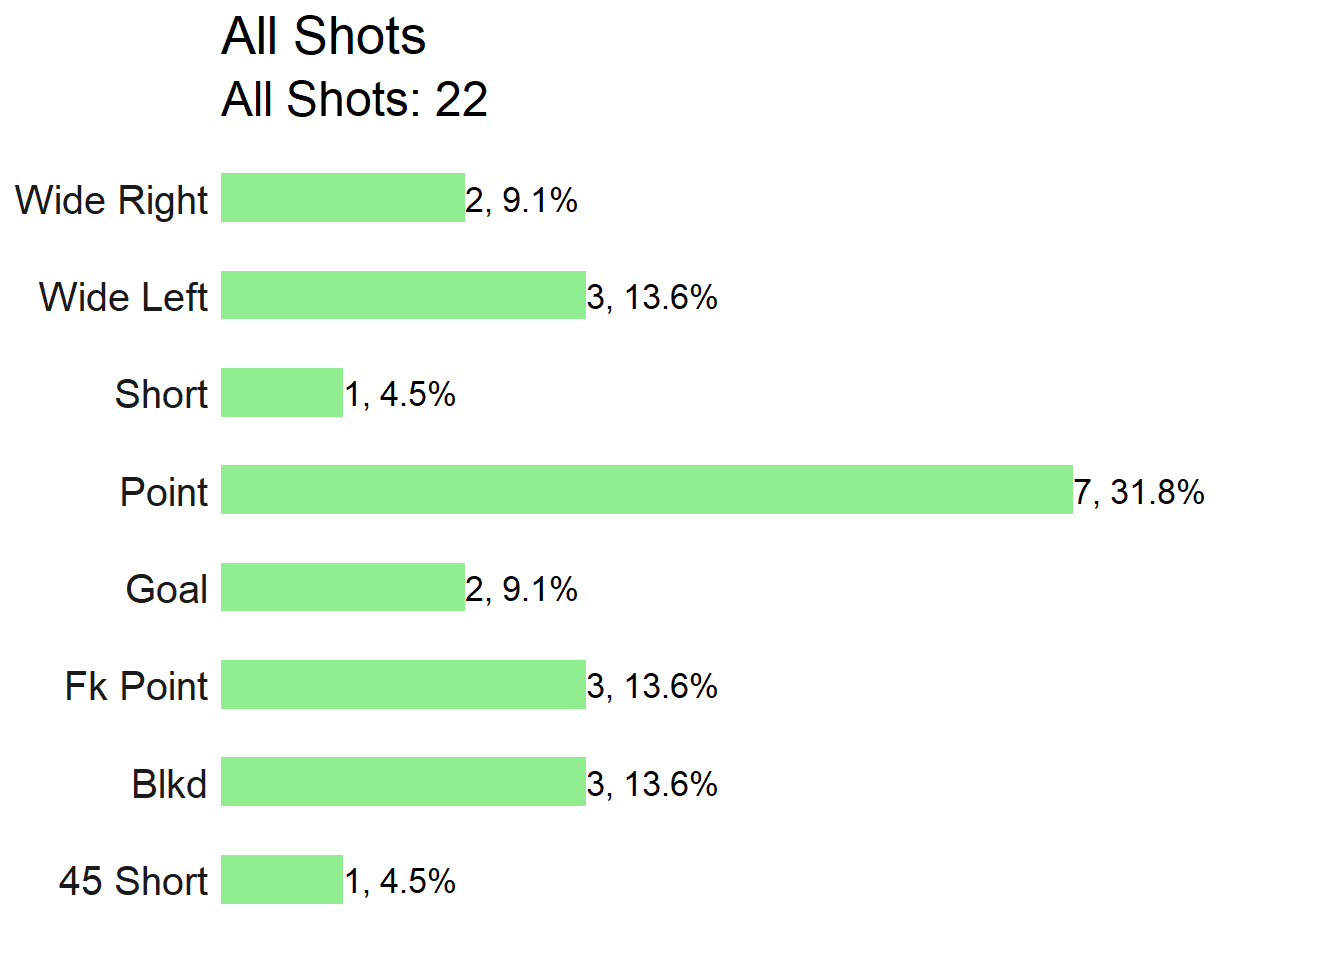 All Shots
All Shots: 22
Wide Right 2, 9.1%
Wide Left 3, 13.6%
Short 1, 4.5%
Point 7, 31.8%
Goal 2, 9.1%
Fk Point 3, 13.6%
Blkd 3, 13.6%
45 Short 1, 4.5%